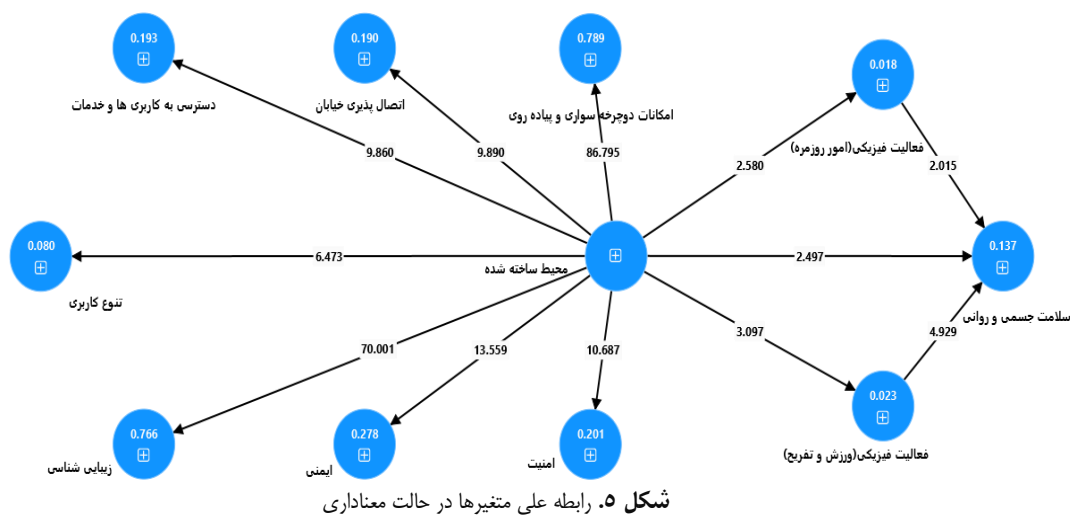 0.193
0.190
0.789
0.018
دسترسی به کاربری ها و خدمات
اتصال پذیری خیابان
امکانات دوچرخه سواری و پیاده روی
فعالیت فیزیکی(امور روزمره)
9.860
9.890
86.795
2.580
2.015
0.080
6.473
محیط ساخته شده
2.497
0.137
تنوع کاربری
سلامت جسمی و روانی
70.001
13.559
10.687
3.097
4.929
0.766
0.278
0.201
0.023
زیبایی شناسی
ایمنی
امنیت
فعالیت فیزیکی(ورزش و تفریح)
شکل ۵. رابطه علی متغیرها در حالت معناداری